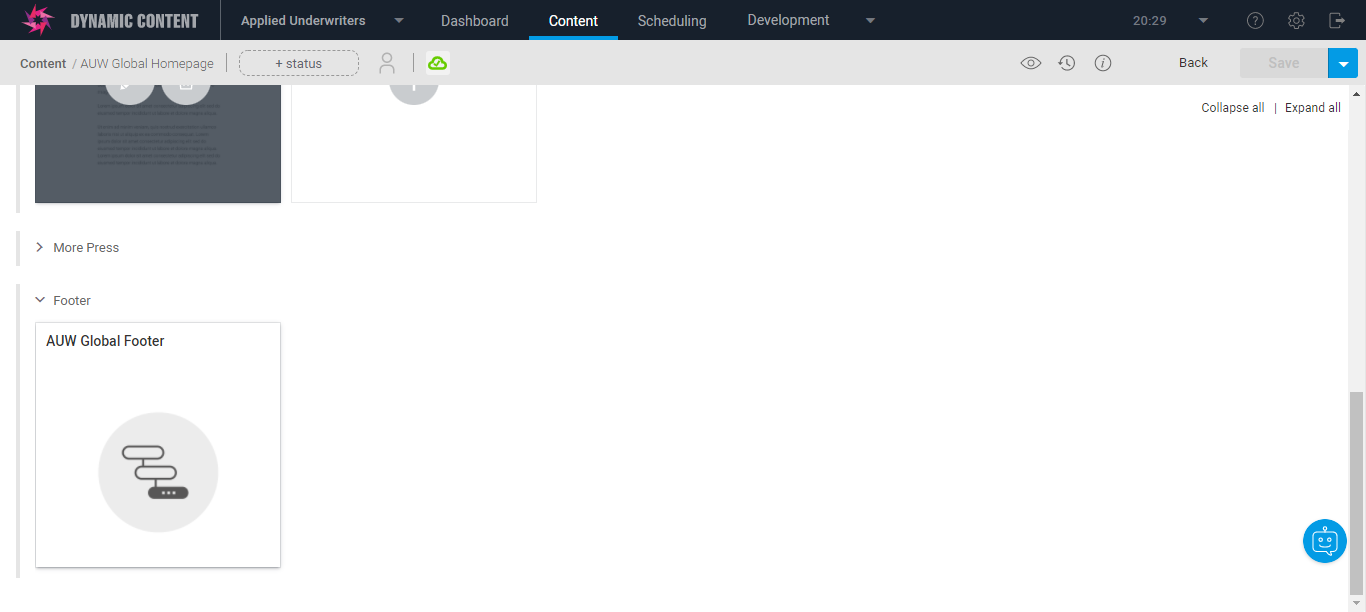 DYNAMIC CONTENT
Applied Underwriters
Dashboard
Content
Scheduling
Development
20:29
Content / AUW Global Homepage
+ status
Back
Save
Collapse all | Expand all
More Press
Footer
AUW Global Footer